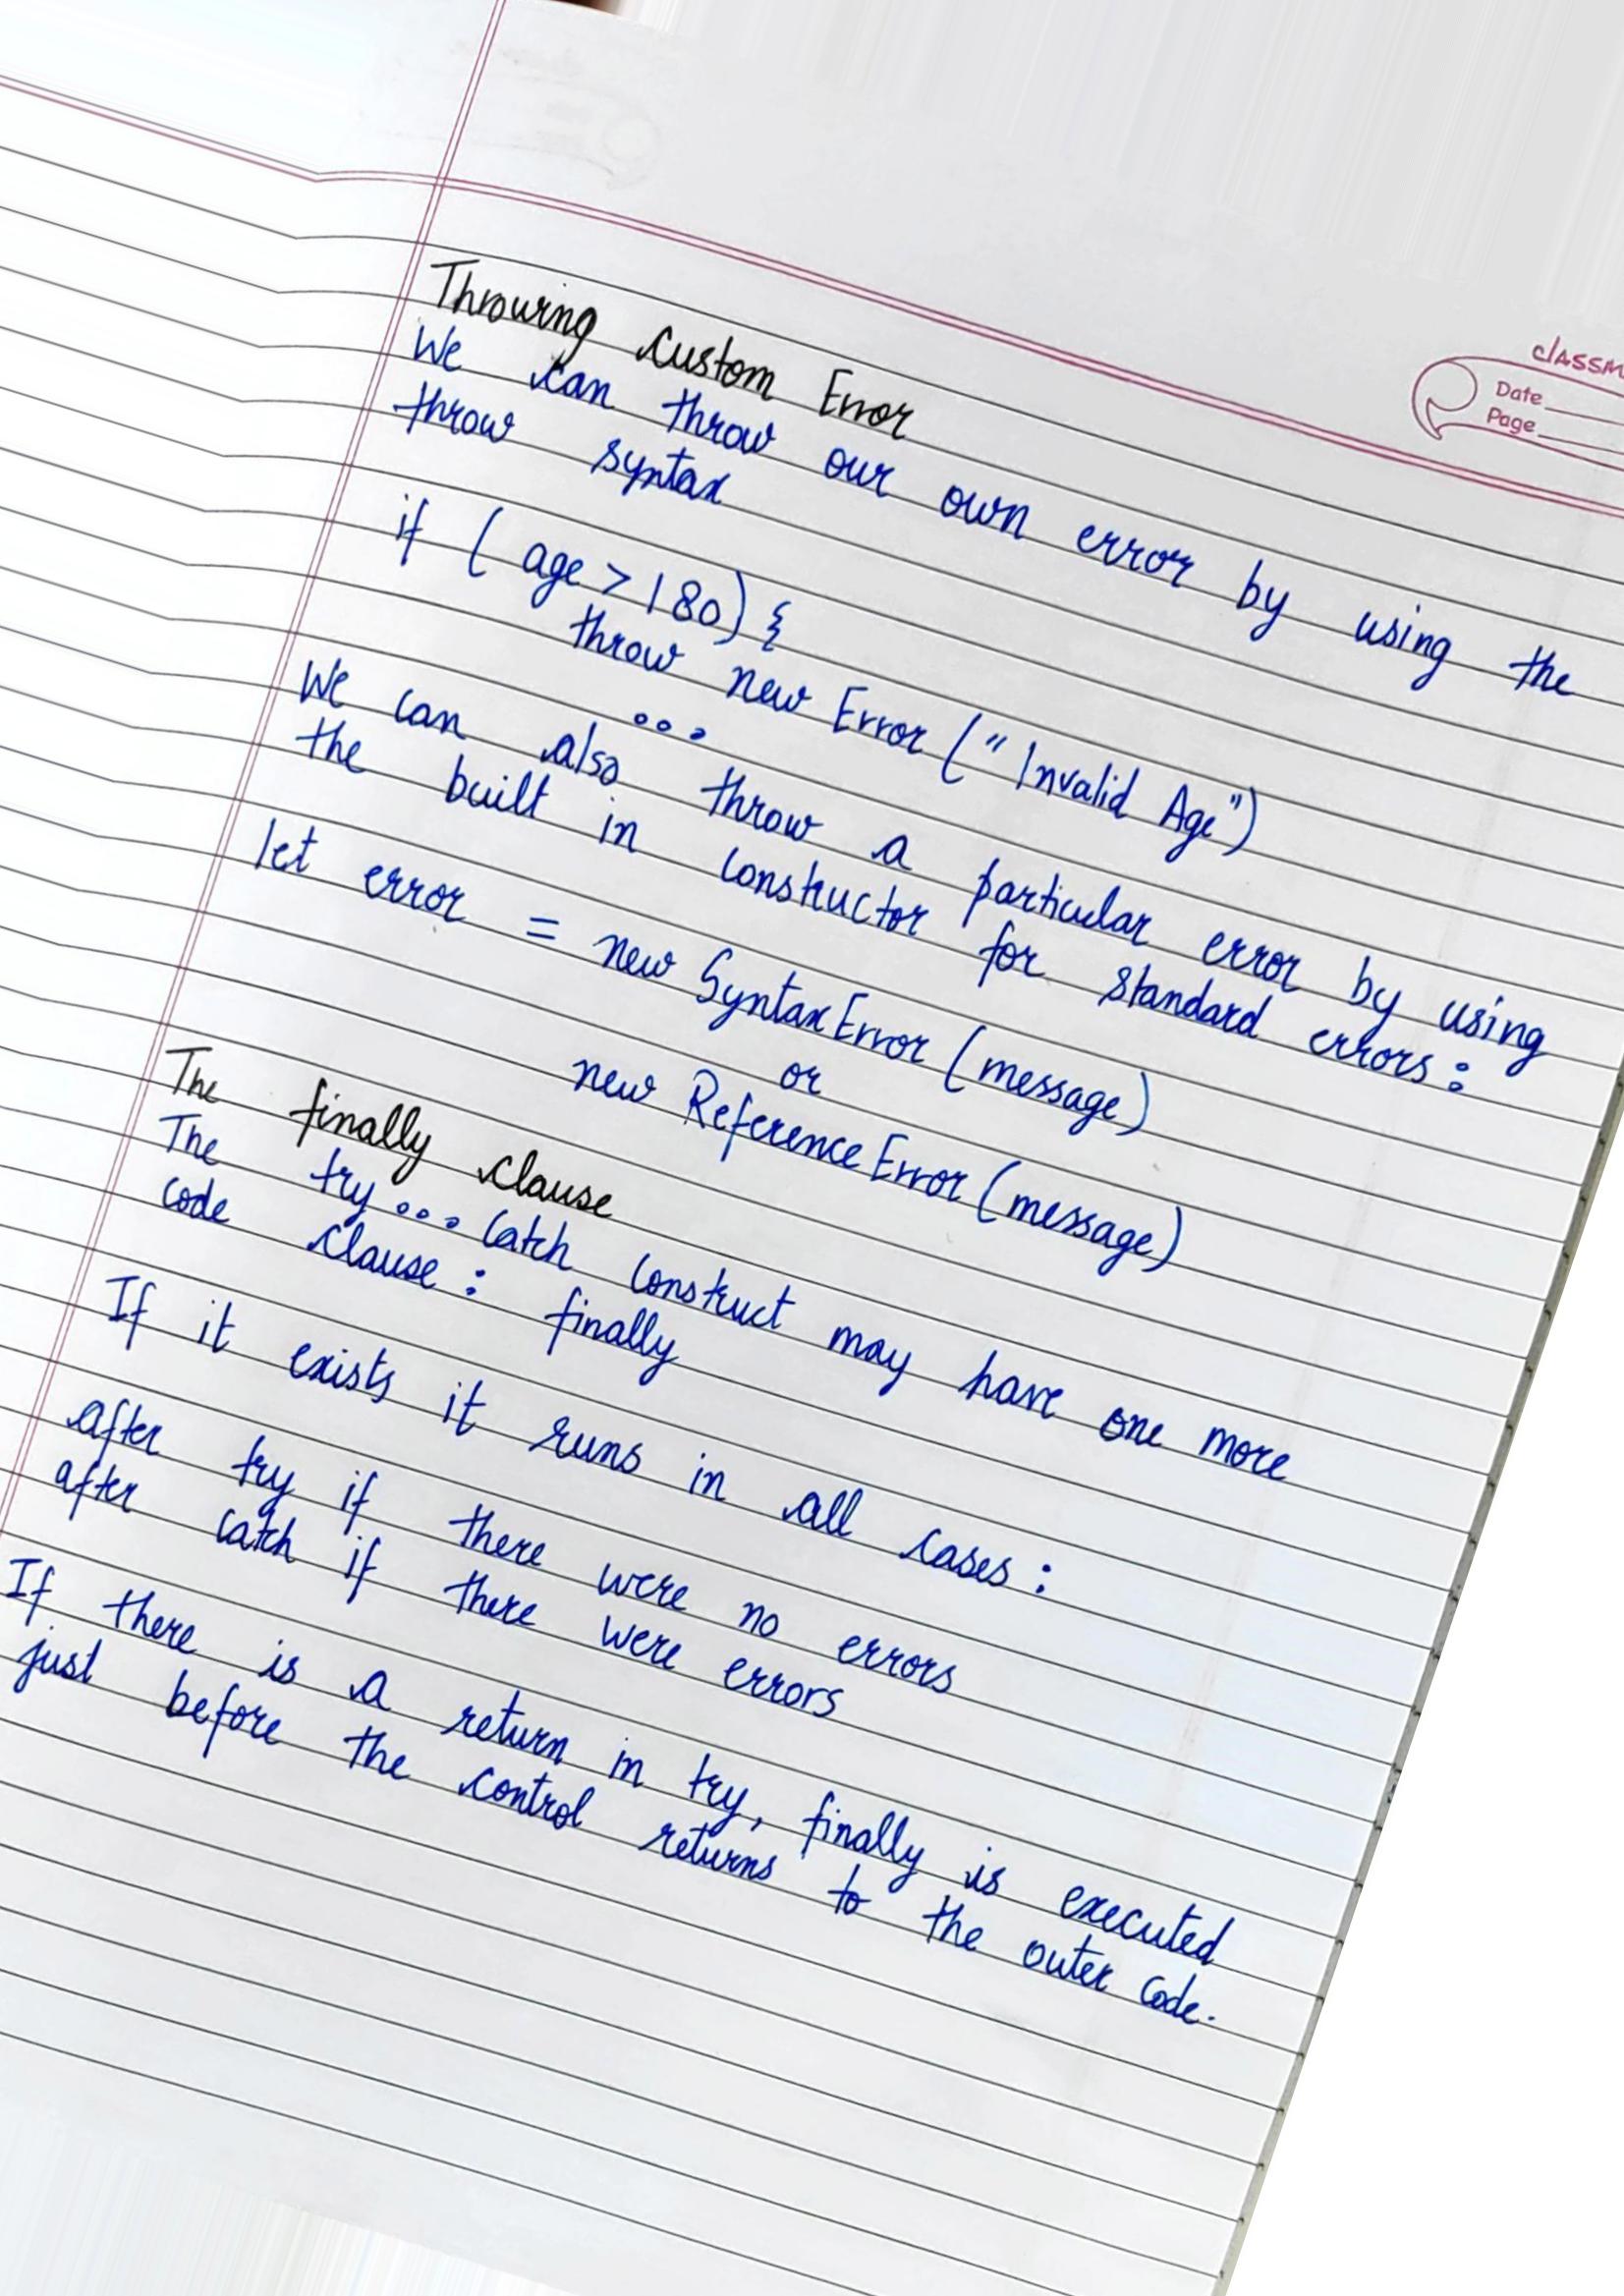 classm
Date
Page
Throwing Custom Error
We can throw our own error by using the
throw syntax
if ( age > 180) {
throw new Error (" Invalid Age")
...
We can also throw a particular error by using
the built in constructor for standard errors:
let error = new SyntaxError (message)
or
new ReferenceError (message)
The finally clause
The try... catch construct may have one more
code clause: finally
If it exists it runs in all cases:
after try if there were no errors
after catch if there were errors
If there is a return in try, finally is executed
just before the control returns to the outer code.